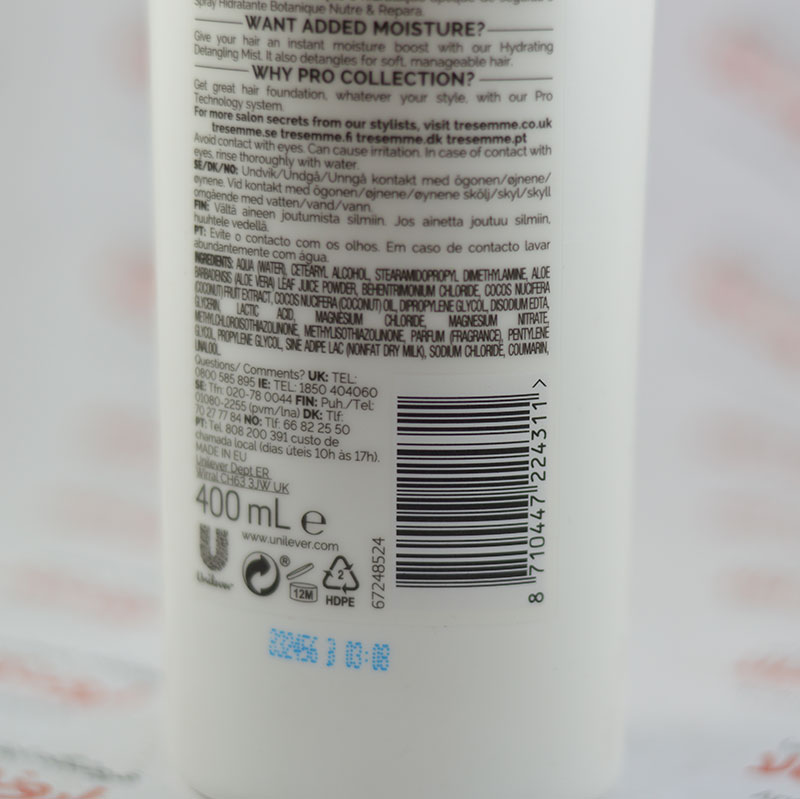 Spray Hidratante Botanique Nutre & Repara.
WANT ADDED MOISTURE?
Give your hair an instant moisture boost with our Hydrating
Detangling Mist. It also detangles for soft, manageable hair.
WHY PRO COLLECTION?
Get great hair foundation, whatever your style, with our Pro
Technology system.
For more salon secrets from our stylists, visit tresemme.co.uk
tresemme.se tresemme.fi tresemme.dk tresemme.pt
Avoid contact with eyes. Can cause irritation. In case of contact with
eyes, rinse thoroughly with water.
SE/DK/NO: Undvik/Undgå/Unngå kontakt med ögonen/øjnene/
øynene. Vid kontakt med ögonen/øjnene/øynene skölj/skyl/skyll
omgående med vatten/vand/vann.
FIN: Vältä aineen joutumista silmiin. Jos ainetta joutuu silmiin,
huuhtele vedellä.
PT: Evite o contacto com os olhos. Em caso de contacto lavar
abundantemente com água.
INGREDIENTS: AQUA (WATER), CETEARYL ALCOHOL, STEARAMIDOPROPYL DIMETHYLAMINE, ALOE
BARBADENSIS (ALOE VERA) LEAF JUICE POWDER, BEHENTRIMONIUM CHLORIDE, COCOS NUCIFERA
(COCONUT) FRUIT EXTRACT, COCOS NUCIFERA (COCONUT) OIL, DIPROPYLENE GLYCOL, DISODIUM EDTA,
GLYCERIN, LACTIC ACID, MAGNESIUM CHLORIDE, MAGNESIUM NITRATE,
METHYLCHLOROISOTHIAZOLINONE, METHYLISOTHIAZOLINONE, PARFUM (FRAGRANCE), PENTYLENE
GLYCOL, PROPYLENE GLYCOL, SINE ADIPE LAC (NONFAT DRY MILK), SODIUM CHLORIDE, COUMARIN,
LINALOOL.
Questions/ Comments? UK: TEL:
0800 585 895 IE: TEL: 1850 404060
SE: Tfn: 020-78 0044 FIN: Puh./Tel:
01080-2255 (pvm/lna) DK: Tlf:
70 27 77 84 NO: Tlf: 66 82 25 50
PT: Tel. 808 200 391 custo de
chamada local (dias úteis 10h às 17h).
MADE IN EU
Unilever Dept ER
Wirral CH63 3JW UK
400 mL e
www.unilever.com
Unilever
®
12M
2
HDPE
67248524
8 710447 224311 >
03:08